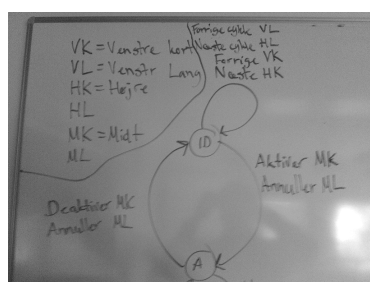 VK = Venstre kort
VL = Venstr Lang
HK = Højre
HL
MK = Midt
ML
Forrige cykle VL
Næste cykle HL
Forrige VK
Næste HK
ID
Aktiver MK
Annuller ML
Deaktiver MK
Annuller ML
A